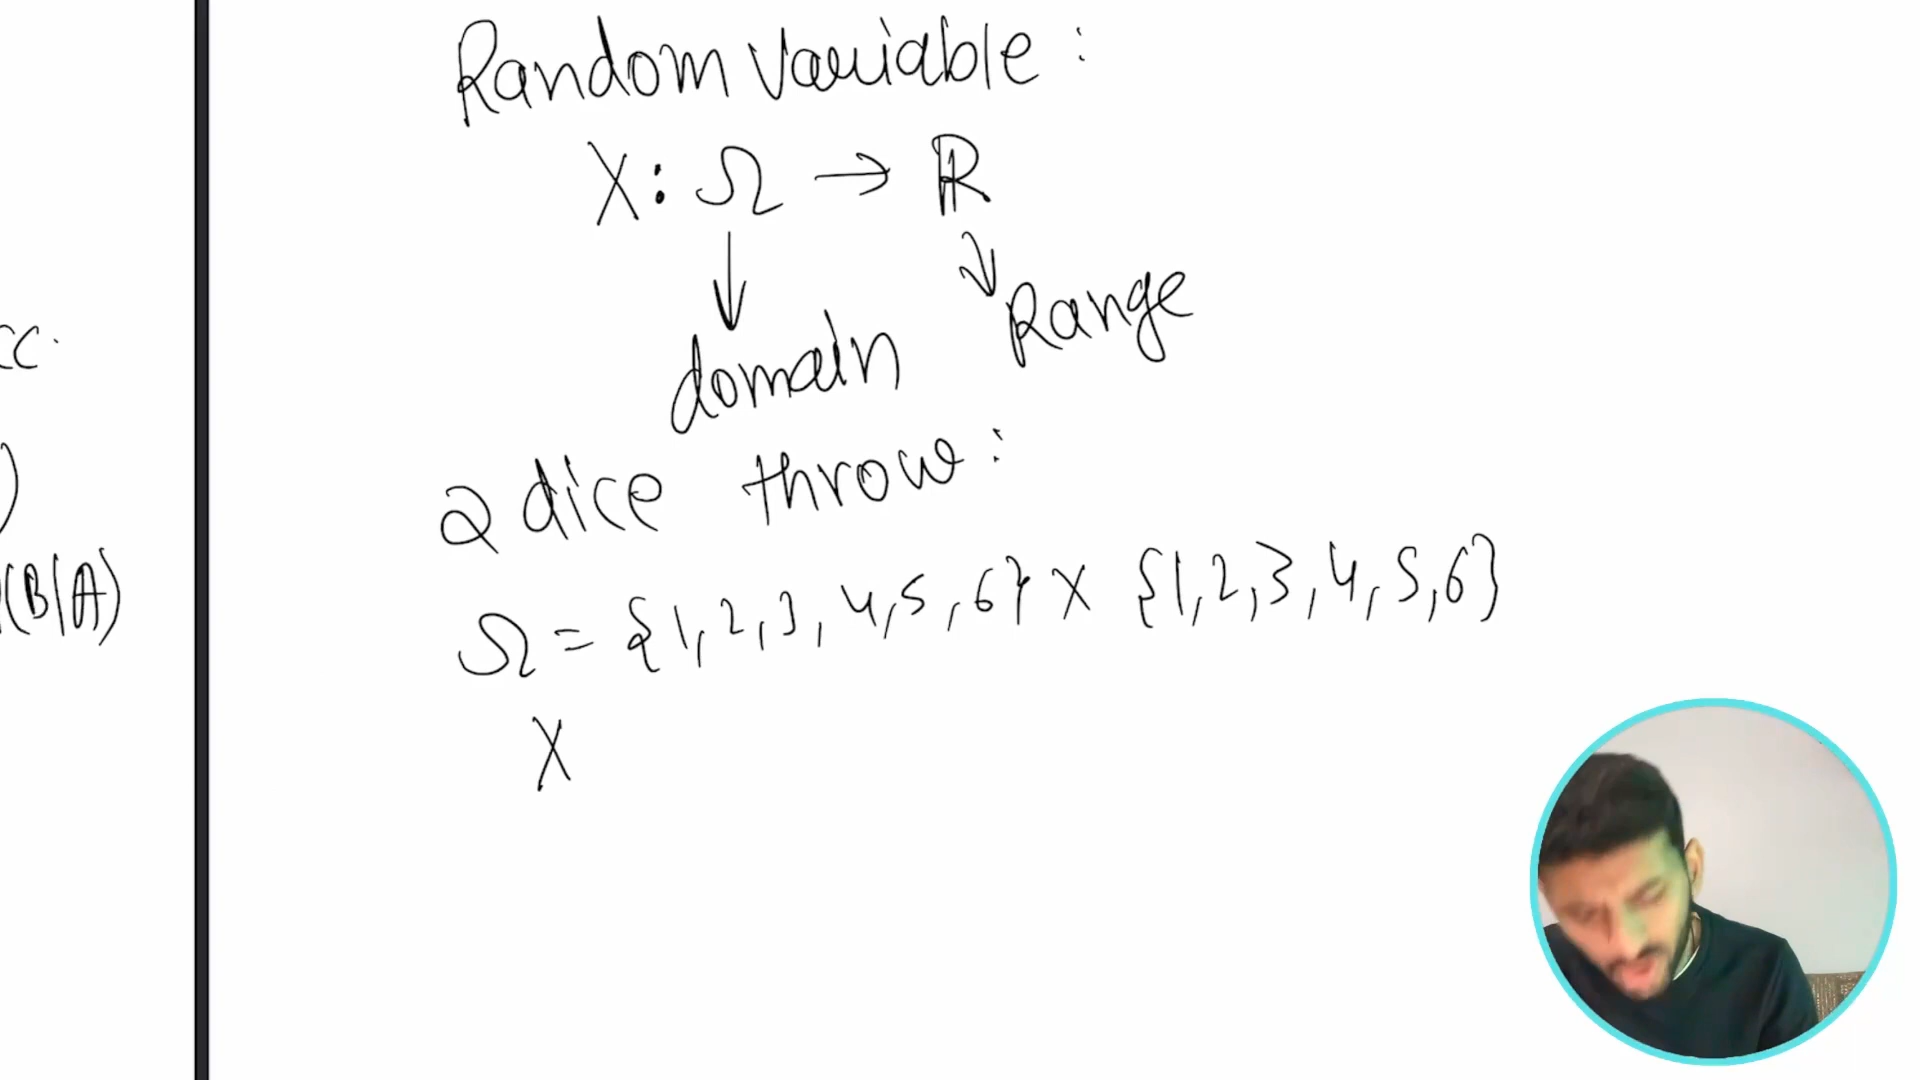 Random Variable :
X : Ω → ℝ
↓ ↓
Range
domain
2 dice throw :
Ω = {1, 2, 3, 4, 5, 6} X {1, 2, 3, 4, 5, 6}
X
cc.
)
(B|A)